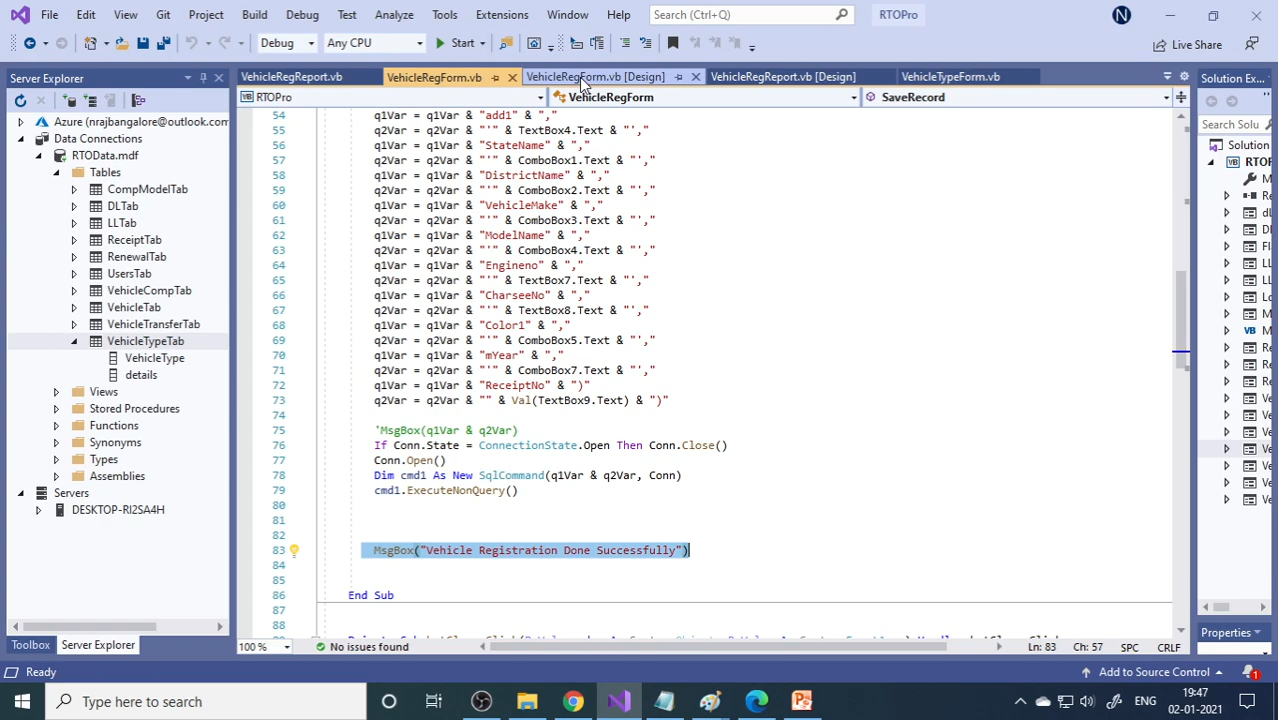 File Edit View Git Project Build Debug Test Analyze Tools Extensions Window Help Search (Ctrl+Q) RTOPro N
Debug Any CPU Start Live Share
Server Explorer
VehicleRegReport.vb VehicleRegForm.vb VehicleRegForm.vb [Design] VehicleRegReport.vb [Design] VehicleTypeForm.vb
Solution Ex...
RTOPro VehicleRegForm SaveRecord
Azure (nrajbangalore@outlook.com
Data Connections
RTOData.mdf
Tables
CompModelTab
DLTab
LLTab
ReceiptTab
RenewalTab
UsersTab
VehicleCompTab
VehicleTab
VehicleTransferTab
VehicleTypeTab
VehicleType
details
Views
Stored Procedures
Functions
Synonyms
Types
Assemblies
Servers
DESKTOP-RI2SA4H
Toolbox Server Explorer
54 q1Var = q1Var & "add1" & ","
55 q2Var = q2Var & "'" & TextBox4.Text & "',"
56 q1Var = q1Var & "StateName" & ","
57 q2Var = q2Var & "'" & ComboBox1.Text & "',"
58 q1Var = q1Var & "DistrictName" & ","
59 q2Var = q2Var & "'" & ComboBox2.Text & "',"
60 q1Var = q1Var & "VehicleMake" & ","
61 q2Var = q2Var & "'" & ComboBox3.Text & "',"
62 q1Var = q1Var & "ModelName" & ","
63 q2Var = q2Var & "'" & ComboBox4.Text & "',"
64 q1Var = q1Var & "Engineno" & ","
65 q2Var = q2Var & "'" & TextBox7.Text & "',"
66 q1Var = q1Var & "CharseeNo" & ","
67 q2Var = q2Var & "'" & TextBox8.Text & "',"
68 q1Var = q1Var & "Color1" & ","
69 q2Var = q2Var & "'" & ComboBox5.Text & "',"
70 q1Var = q1Var & "mYear" & ","
71 q2Var = q2Var & "'" & ComboBox7.Text & "',"
72 q1Var = q1Var & "ReceiptNo" & ")"
73 q2Var = q2Var & "" & Val(TextBox9.Text) & ")"
74
75 'MsgBox(q1Var & q2Var)
76 If Conn.State = ConnectionState.Open Then Conn.Close()
77 Conn.Open()
78 Dim cmd1 As New SqlCommand(q1Var & q2Var, Conn)
79 cmd1.ExecuteNonQuery()
80
81
82
83 MsgBox("Vehicle Registration Done Successfully")
84
85
86 End Sub
87
88
Search Solu
Solution
RTOP
Properties
100 % No issues found Ln: 83 Ch: 57 SPC CRLF
Ready Add to Source Control 1
Type here to search ENG 19:47
02-01-2021